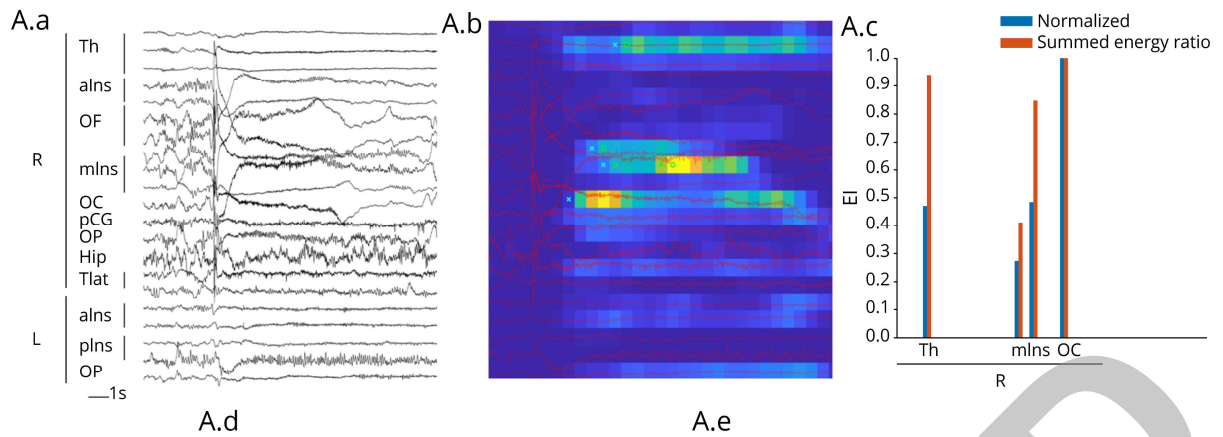 A.a
Th
aIns
OF
mIns
OC
pCG
OP
Hip
Tlat
aIns
pIns
OP
R
L
1s
A.b
A.c
Normalized
Summed energy ratio
EI
1.0
0.9
0.8
0.7
0.6
0.5
0.4
0.3
0.2
0.1
0.0
Th mIns OC
R
A.d
A.e